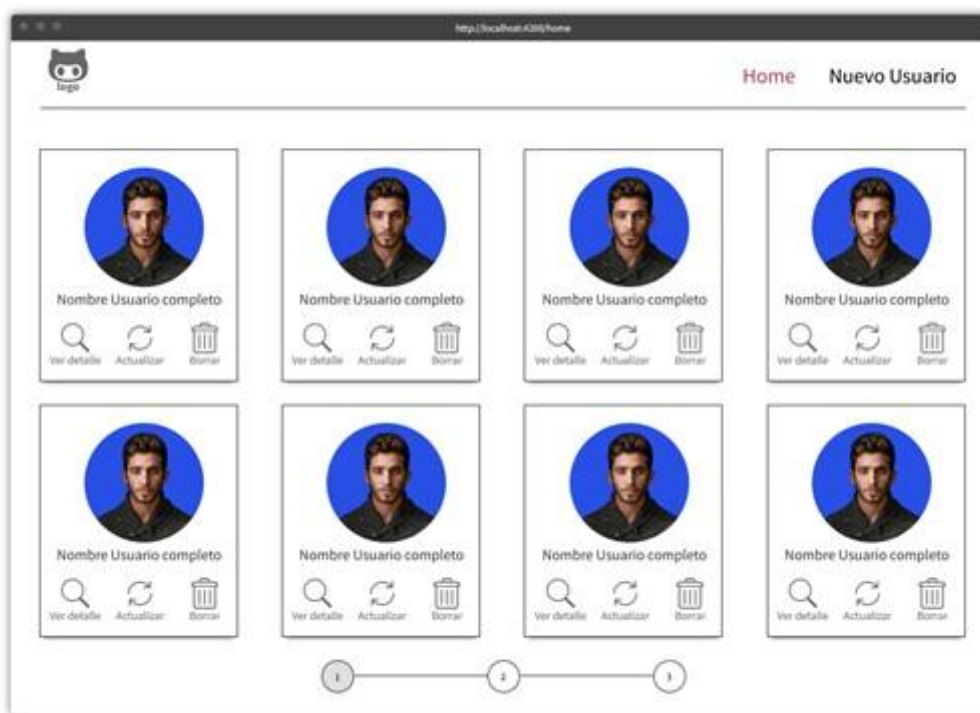 http://localhost:4200/home
logo
Home Nuevo Usuario
Nombre Usuario completo Nombre Usuario completo Nombre Usuario completo Nombre Usuario completo
Ver detalle Actualizar Borrar Ver detalle Actualizar Borrar Ver detalle Actualizar Borrar Ver detalle Actualizar Borrar
Nombre Usuario completo Nombre Usuario completo Nombre Usuario completo Nombre Usuario completo
Ver detalle Actualizar Borrar Ver detalle Actualizar Borrar Ver detalle Actualizar Borrar Ver detalle Actualizar Borrar
1 2 3